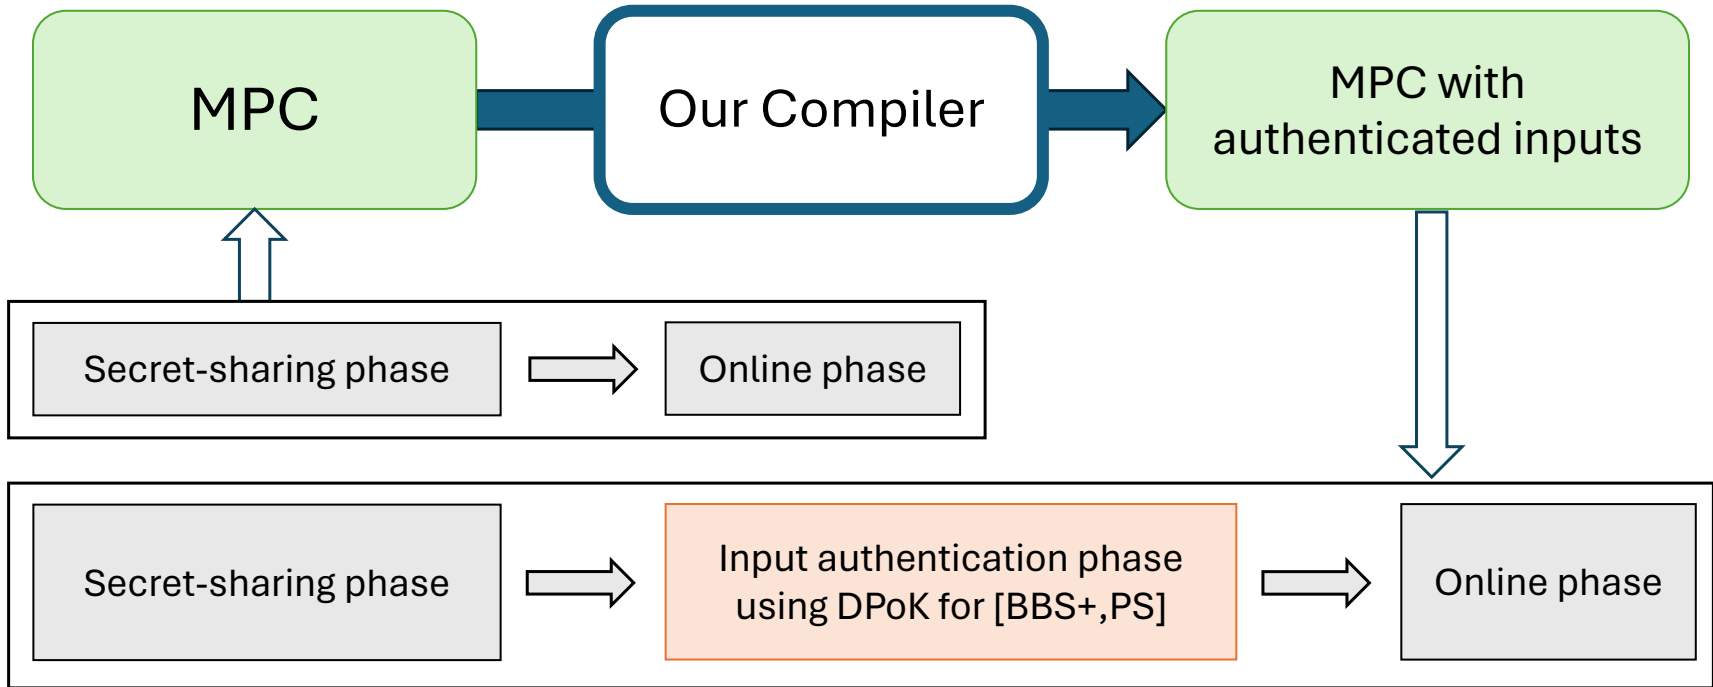 MPC
Our Compiler
MPC with
authenticated inputs
Secret-sharing phase
Online phase
Secret-sharing phase
Input authentication phase
using DPoK for [BBS+,PS]
Online phase